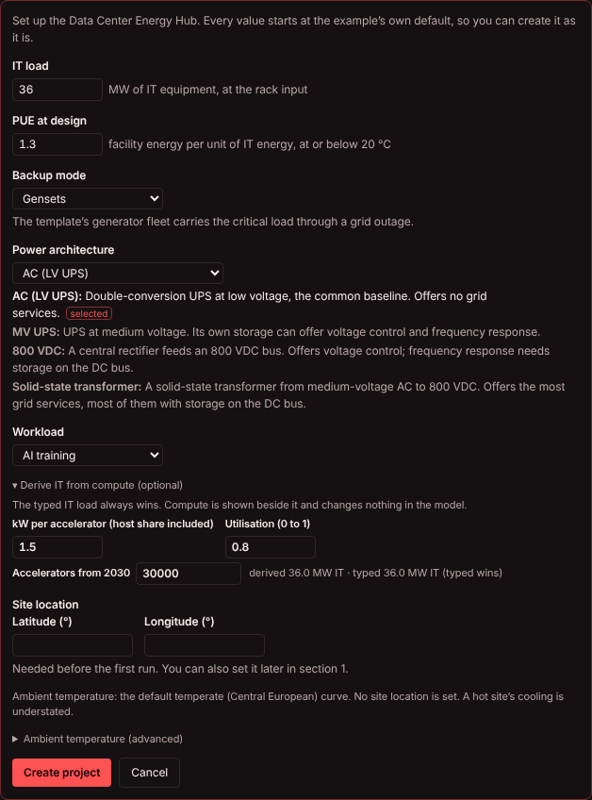 Set up the Data Center Energy Hub. Every value starts at the example's own default, so you can create it as
it is.
IT load
36 MW of IT equipment, at the rack input
PUE at design
1.3 facility energy per unit of IT energy, at or below 20 °C
Backup mode
Gensets
The template's generator fleet carries the critical load through a grid outage.
Power architecture
AC (LV UPS)
AC (LV UPS): Double-conversion UPS at low voltage, the common baseline. Offers no grid
services. selected
MV UPS: UPS at medium voltage. Its own storage can offer voltage control and frequency response.
800 VDC: A central rectifier feeds an 800 VDC bus. Offers voltage control; frequency response needs
storage on the DC bus.
Solid-state transformer: A solid-state transformer from medium-voltage AC to 800 VDC. Offers the most
grid services, most of them with storage on the DC bus.
Workload
AI training
▾ Derive IT from compute (optional)
The typed IT load always wins. Compute is shown beside it and changes nothing in the model.
kW per accelerator (host share included) Utilisation (0 to 1)
1.5 0.8
Accelerators from 2030 30000 derived 36.0 MW IT · typed 36.0 MW IT (typed wins)
Site location
Latitude (°) Longitude (°)
Needed before the first run. You can also set it later in section 1.
Ambient temperature: the default temperate (Central European) curve. No site location is set. A hot site's cooling is
understated.
▸ Ambient temperature (advanced)
Create project Cancel